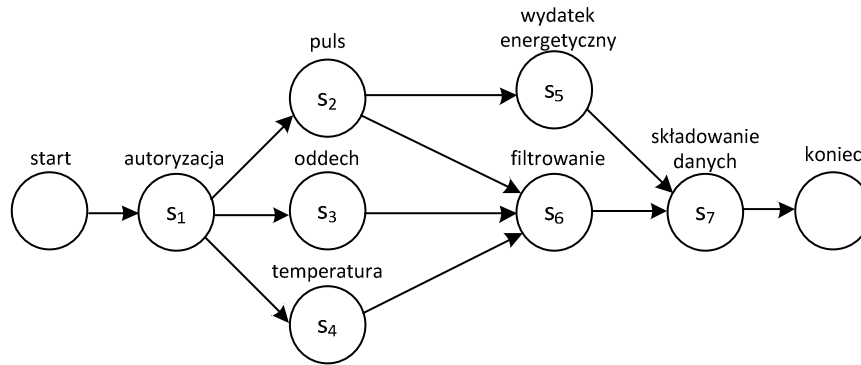 wydatek
energetyczny
puls
s2
s5
start
autoryzacja
oddech
filtrowanie
składowanie
danych
koniec
s1
s3
s6
s7
temperatura
s4